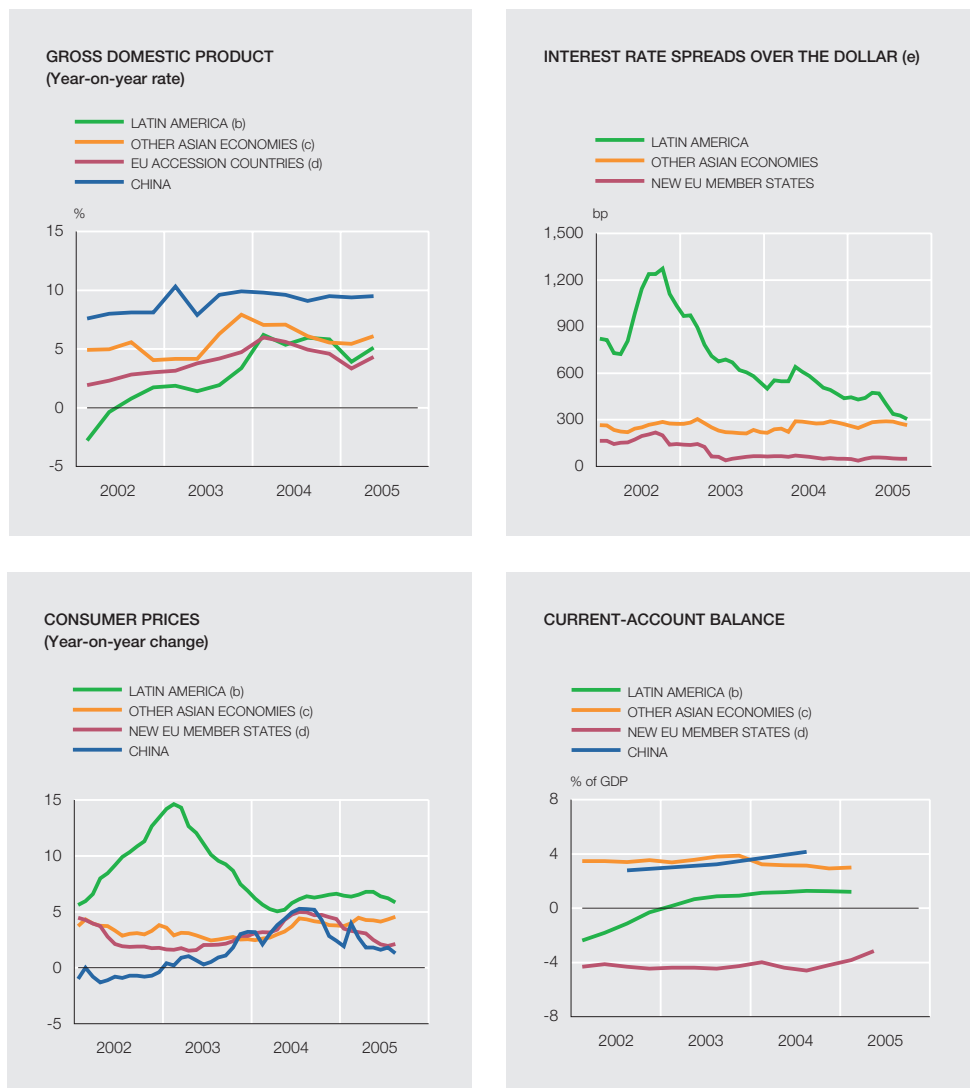 GROSS DOMESTIC PRODUCT
(Year-on-year rate)
LATIN AMERICA (b)
OTHER ASIAN ECONOMIES (c)
EU ACCESSION COUNTRIES (d)
CHINA
%
15
10
5
0
-5
2002
2003
2004
2005
INTEREST RATE SPREADS OVER THE DOLLAR (e)
LATIN AMERICA
OTHER ASIAN ECONOMIES
NEW EU MEMBER STATES
bp
1,500
1,200
900
600
300
0
2002
2003
2004
2005
CONSUMER PRICES
(Year-on-year change)
LATIN AMERICA (b)
OTHER ASIAN ECONOMIES (c)
NEW EU MEMBER STATES (d)
CHINA
15
10
5
0
-5
2002
2003
2004
2005
CURRENT-ACCOUNT BALANCE
LATIN AMERICA (b)
OTHER ASIAN ECONOMIES (c)
NEW EU MEMBER STATES (d)
CHINA
% of GDP
8
4
0
-4
-8
2002
2003
2004
2005